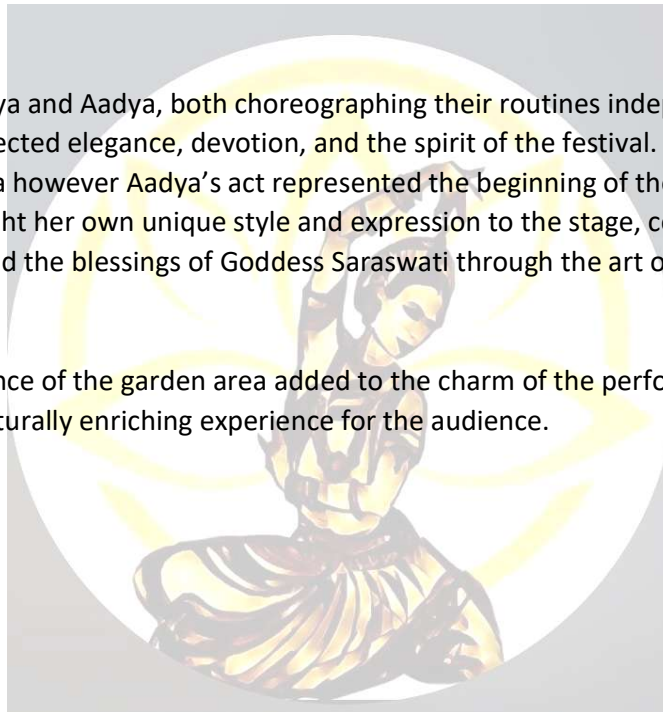 ya and Aadya, both choreographing their routines indep
ected elegance, devotion, and the spirit of the festival.
a however Aadya's act represented the beginning of the
ht her own unique style and expression to the stage, c
d the blessings of Goddess Saraswati through the art o
nce of the garden area added to the charm of the perfo
turally enriching experience for the audience.